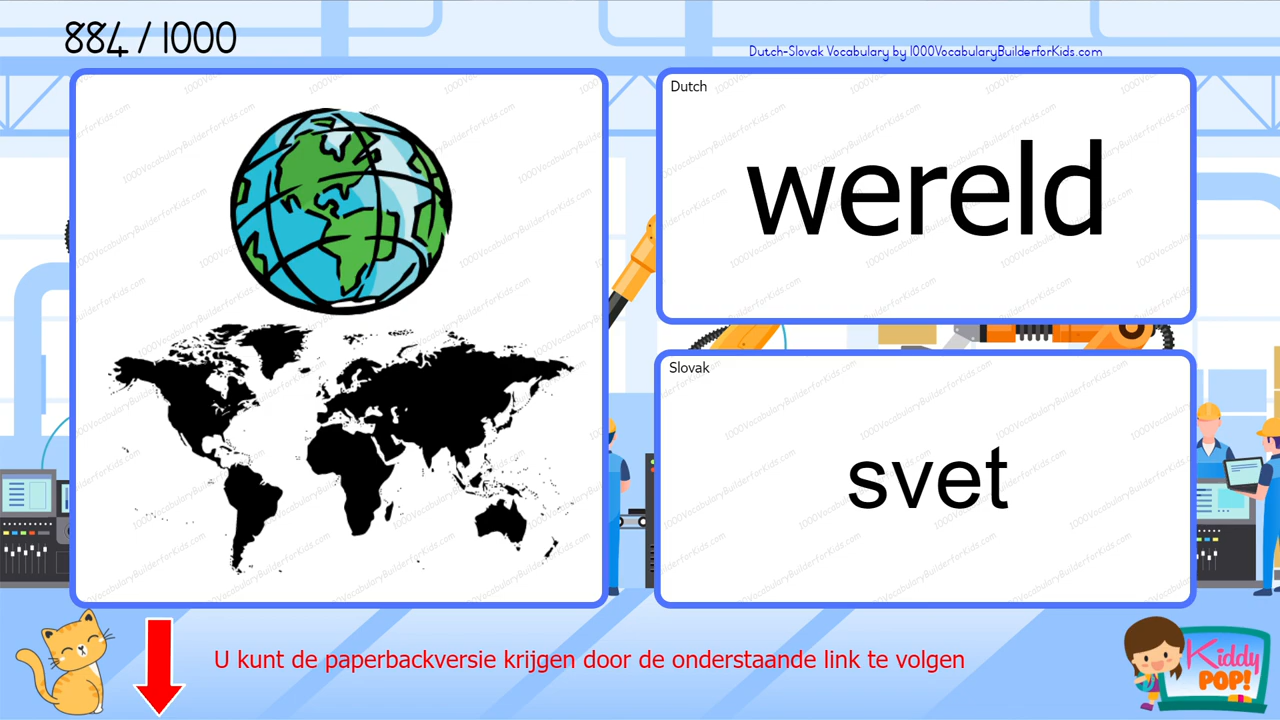 884 / 1000
Dutch-Slovak Vocabulary by 1000VocabularyBuilderforKids.com
Dutch
wereld
Slovak
svet
U kunt de paperbackversie krijgen door de onderstaande link te volgen
Kiddy
POP!